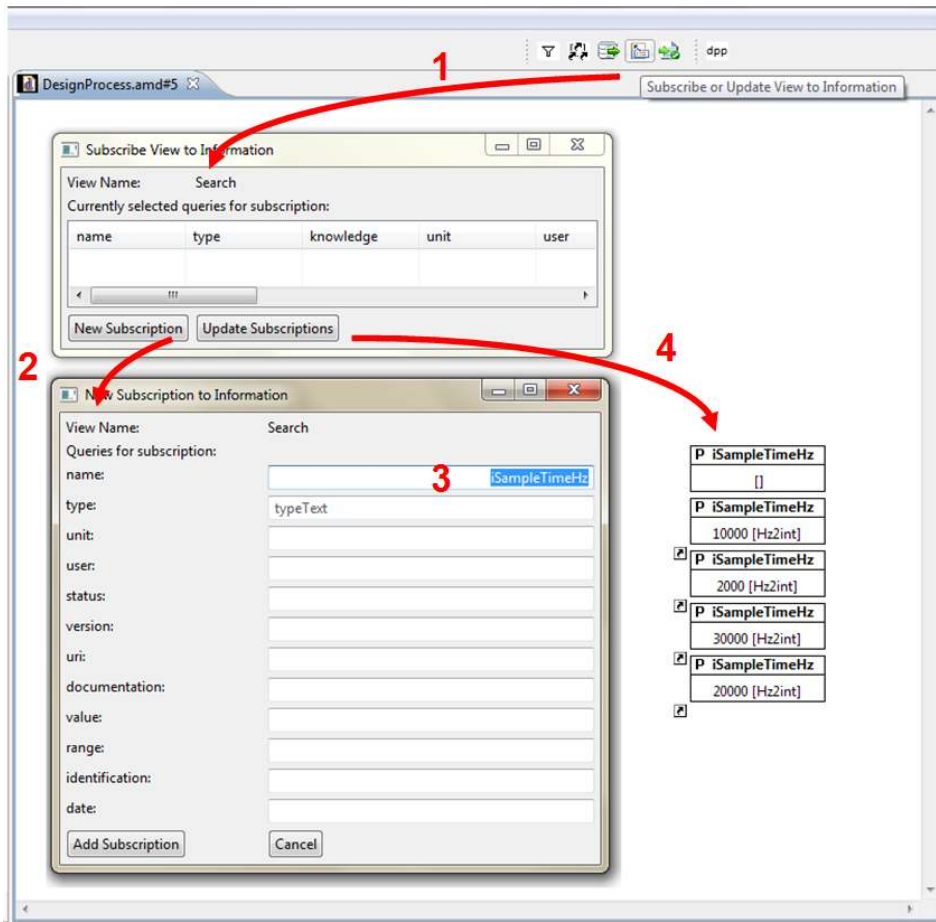 dpp
1
DesignProcess.amd#5
Subscribe or Update View to Information
Subscribe View to Information
View Name: Search
Currently selected queries for subscription:
name type knowledge unit user
New Subscription Update Subscriptions
2
4
New Subscription to Information
View Name: Search
Queries for subscription:
name: 3 iSampleTimeHz
type: typeText
unit:
user:
status:
version:
uri:
documentation:
value:
range:
identification:
date:
Add Subscription Cancel
P iSampleTimeHz
[]
P iSampleTimeHz
10000 [Hz2int]
P iSampleTimeHz
2000 [Hz2int]
P iSampleTimeHz
30000 [Hz2int]
P iSampleTimeHz
20000 [Hz2int]